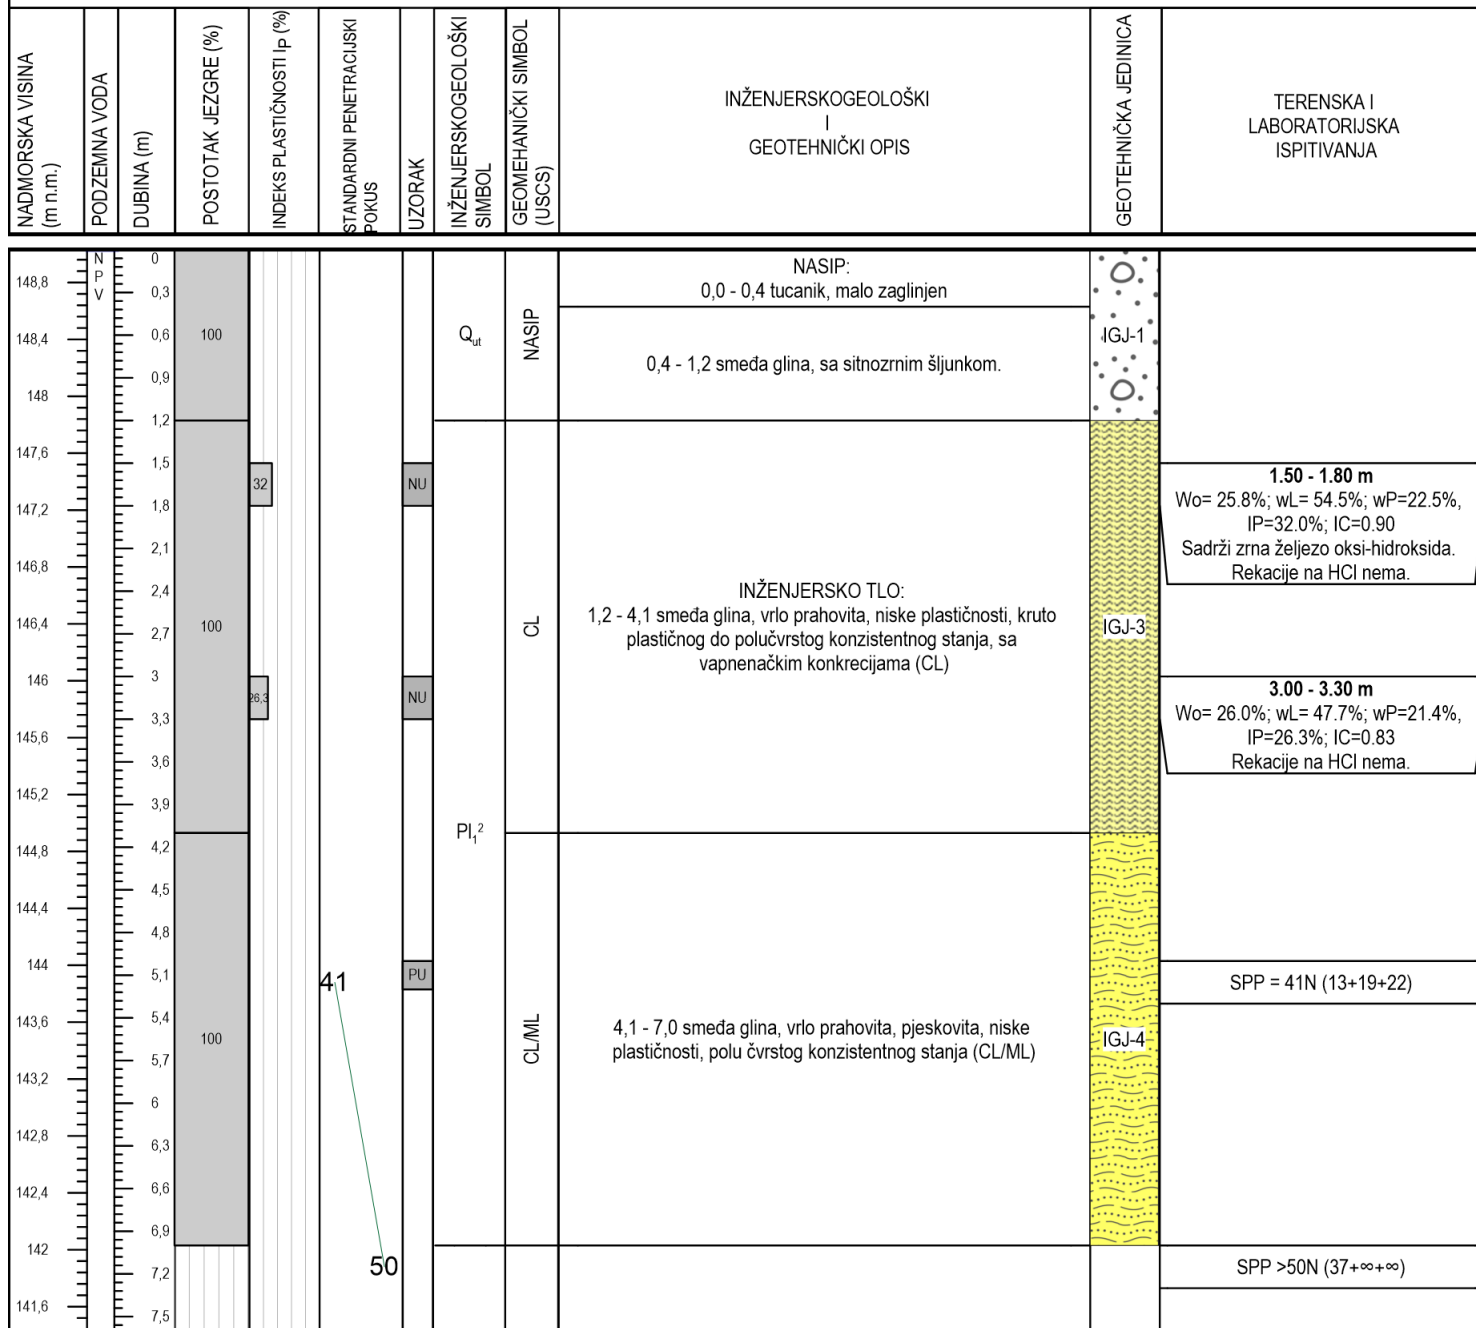 NADMORSKA VISINA
(m n.m.)
PODZEMNA VODA
DUBINA (m)
POSTOTAK JEZGRE (%)
INDEKS PLASTIČNOSTI Ip (%)
STANDARDNI PENETRACIJSKI
POKUS
UZORAK
INŽENJERSKOGEOLOŠKI
SIMBOL
GEOMEHANIČKI SIMBOL
(USCS)
INŽENJERSKOGEOLOŠKI
I
GEOTEHNIČKI OPIS
GEOTEHNIČKA JEDINICA
TERENSKA I
LABORATORIJSKA
ISPITIVANJA
148,8
148,4
148
147,6
147,2
146,8
146,4
146
145,6
145,2
144,8
144,4
144
143,6
143,2
142,8
142,4
142
141,6
N
P
V
0
0,3
0,6
0,9
1,2
1,5
1,8
2,1
2,4
2,7
3
3,3
3,6
3,9
4,2
4,5
4,8
5,1
5,4
5,7
6
6,3
6,6
6,9
7,2
7,5
100
100
100
32
26,3
41
50
NU
NU
PU
Qut
Pl₁²
NASIP
CL
CL/ML
NASIP:
0,0 - 0,4 tucanik, malo zaglinjen
0,4 - 1,2 smeđa glina, sa sitnozrnim šljunkom.
INŽENJERSKO TLO:
1,2 - 4,1 smeđa glina, vrlo prahovita, niske plastičnosti, kruto
plastičnog do polučvrstog konzistentnog stanja, sa
vapnenačkim konkrecijama (CL)
4,1 - 7,0 smeđa glina, vrlo prahovita, pjeskovita, niske
plastičnosti, polu čvrstog konzistentnog stanja (CL/ML)
IGJ-1
IGJ-3
IGJ-4
1.50 - 1.80 m
Wo= 25.8%; wL= 54.5%; wP=22.5%,
IP=32.0%; IC=0.90
Sadrži zrna željezo oksi-hidroksida.
Rekacije na HCl nema.
3.00 - 3.30 m
Wo= 26.0%; wL= 47.7%; wP=21.4%,
IP=26.3%; IC=0.83
Rekacije na HCl nema.
SPP = 41N (13+19+22)
SPP >50N (37+∞+∞)